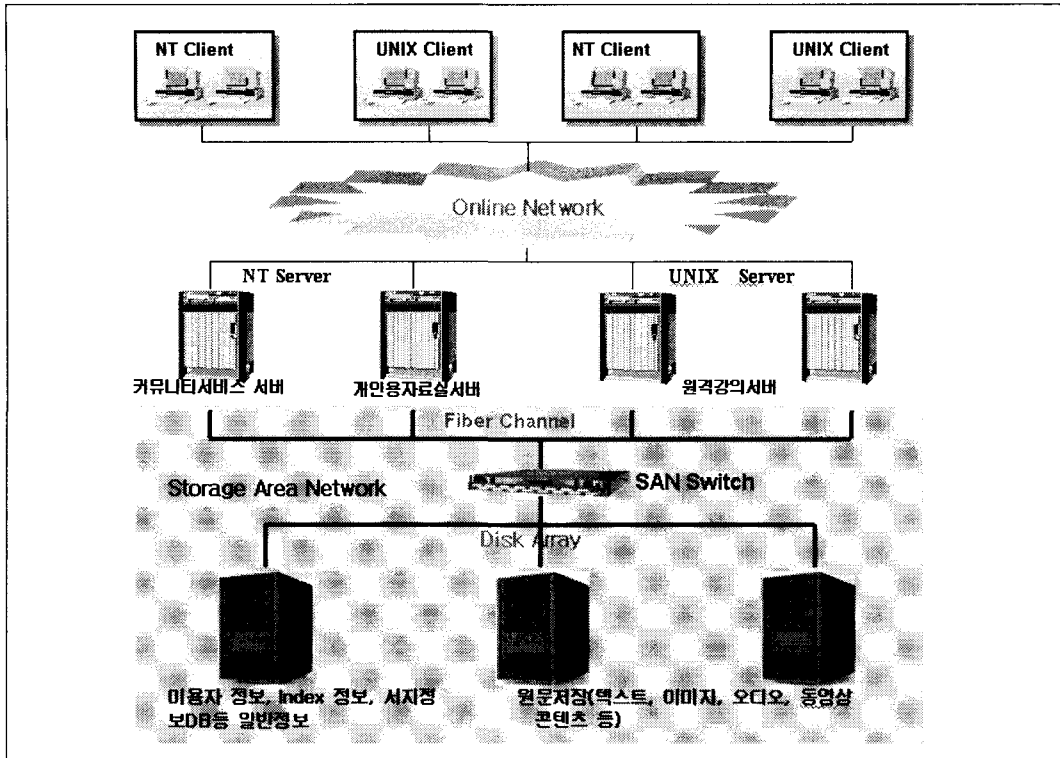 NT Client
UNIX Client
NT Client
UNIX Client
Online Network
NT Server
UNIX Server
커뮤니티서비스 서버
개인용자료실서버
원격강의서버
Fiber Channel
Storage Area Network
SAN Switch
Disk Array
이용자 정보, Index 정보, 서지정
보DB등 일반정보
원문저장(텍스트, 이미지, 오디오, 동영상
콘텐츠 등)